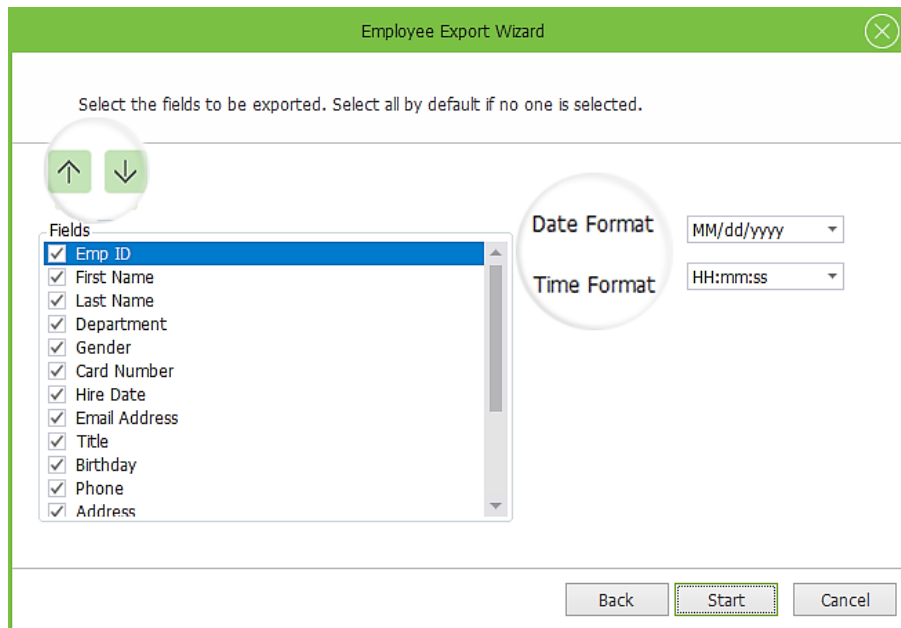 Employee Export Wizard
Select the fields to be exported. Select all by default if no one is selected.
Fields
Emp ID
First Name
Last Name
Department
Gender
Card Number
Hire Date
Email Address
Title
Birthday
Phone
Address
Date Format MM/dd/yyyy
Time Format HH:mm:ss
Back Start Cancel